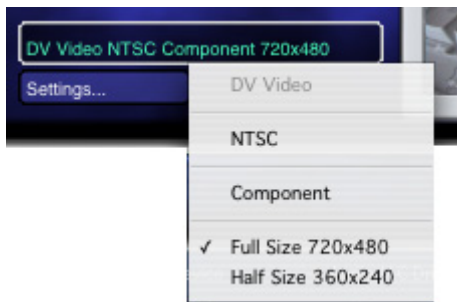 DV Video NTSC Component 720x480
Settings...
DV Video
NTSC
Component
✓ Full Size 720x480
Half Size 360x240